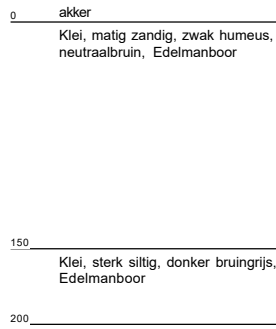 0 akker
Klei, matig zandig, zwak humeus,
neutraalbruin, Edelmanboor
150
Klei, sterk siltig, donker bruingrijs,
Edelmanboor
200